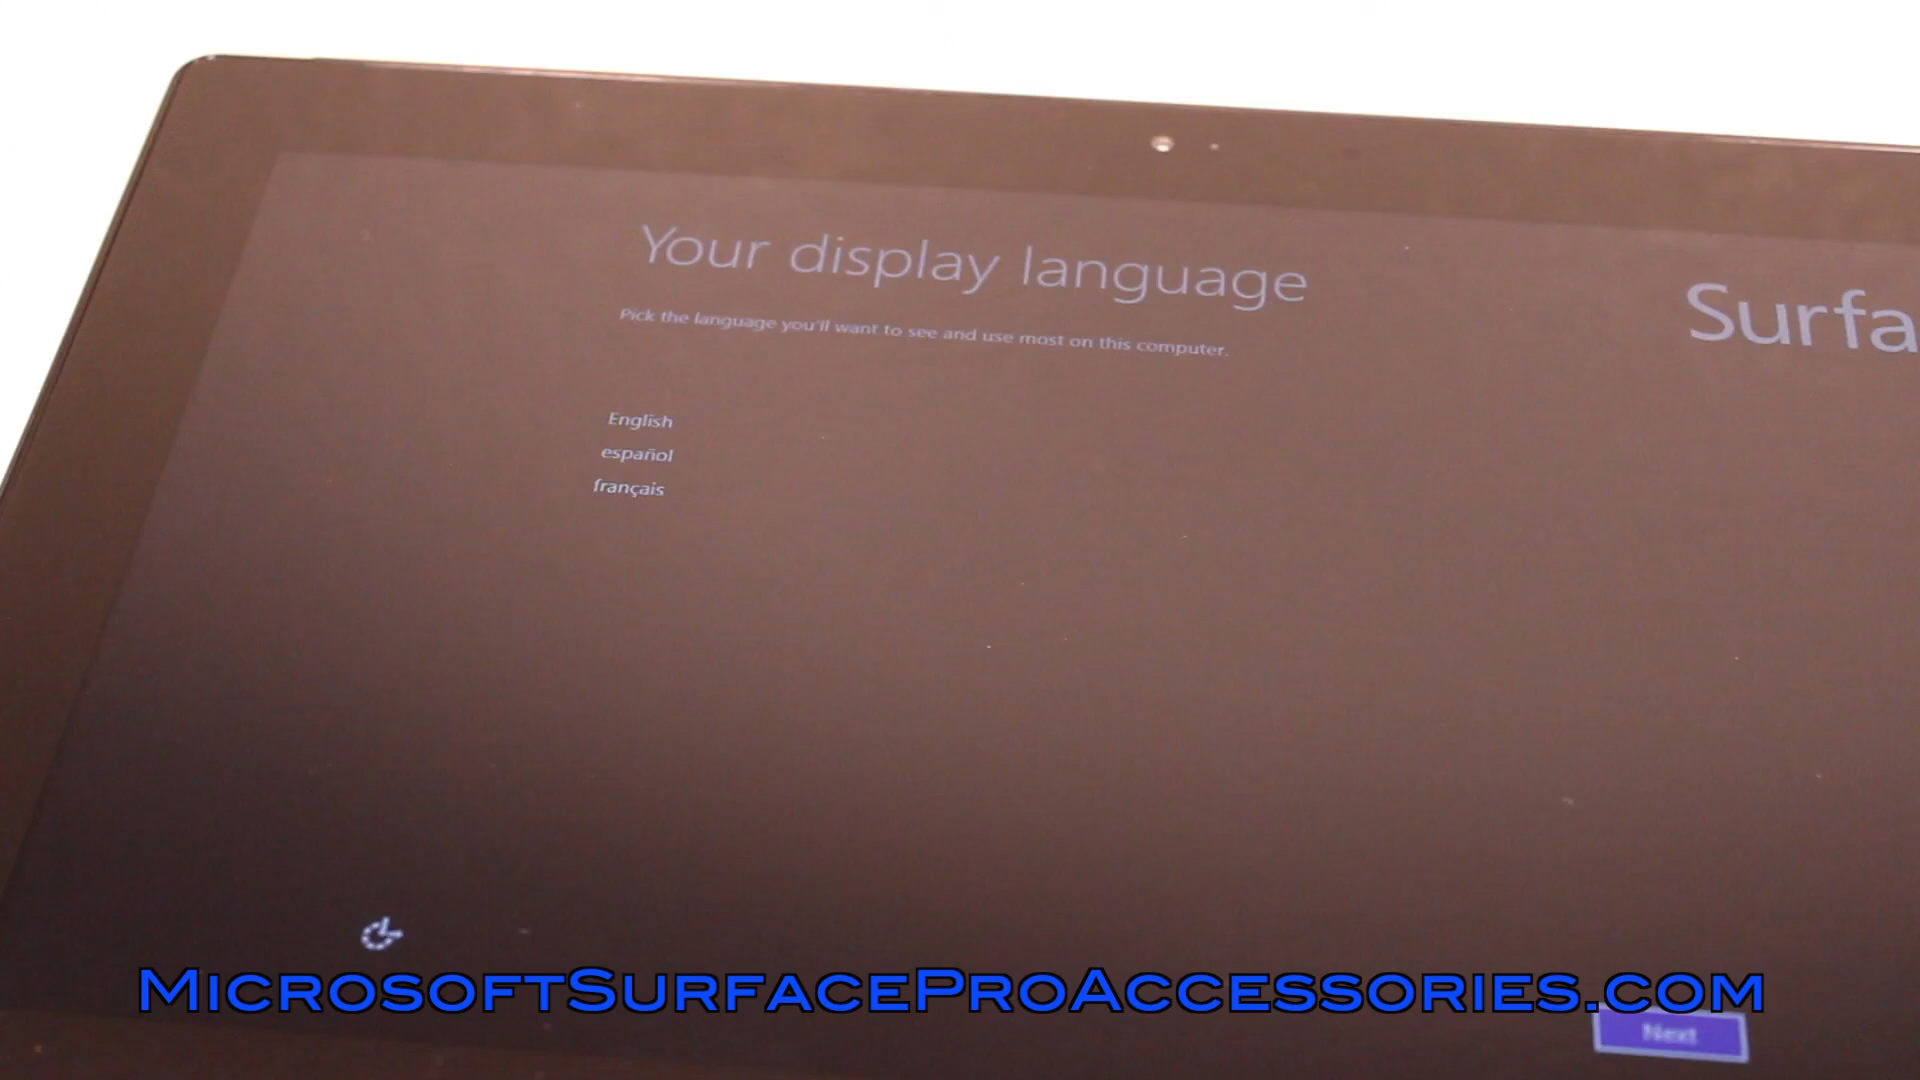 Your display language
Pick the language you'll want to see and use most on this computer.
English
español
français
Surfa
MicrosoftSurfaceProAccessories.com
Next